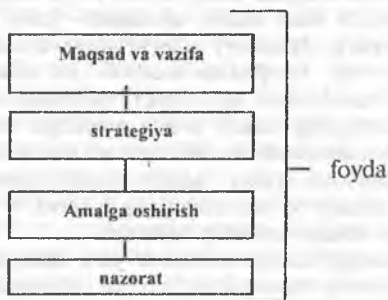 Maqsad va vazifa
strategiya
foyda
Amalga oshirish
nazorat